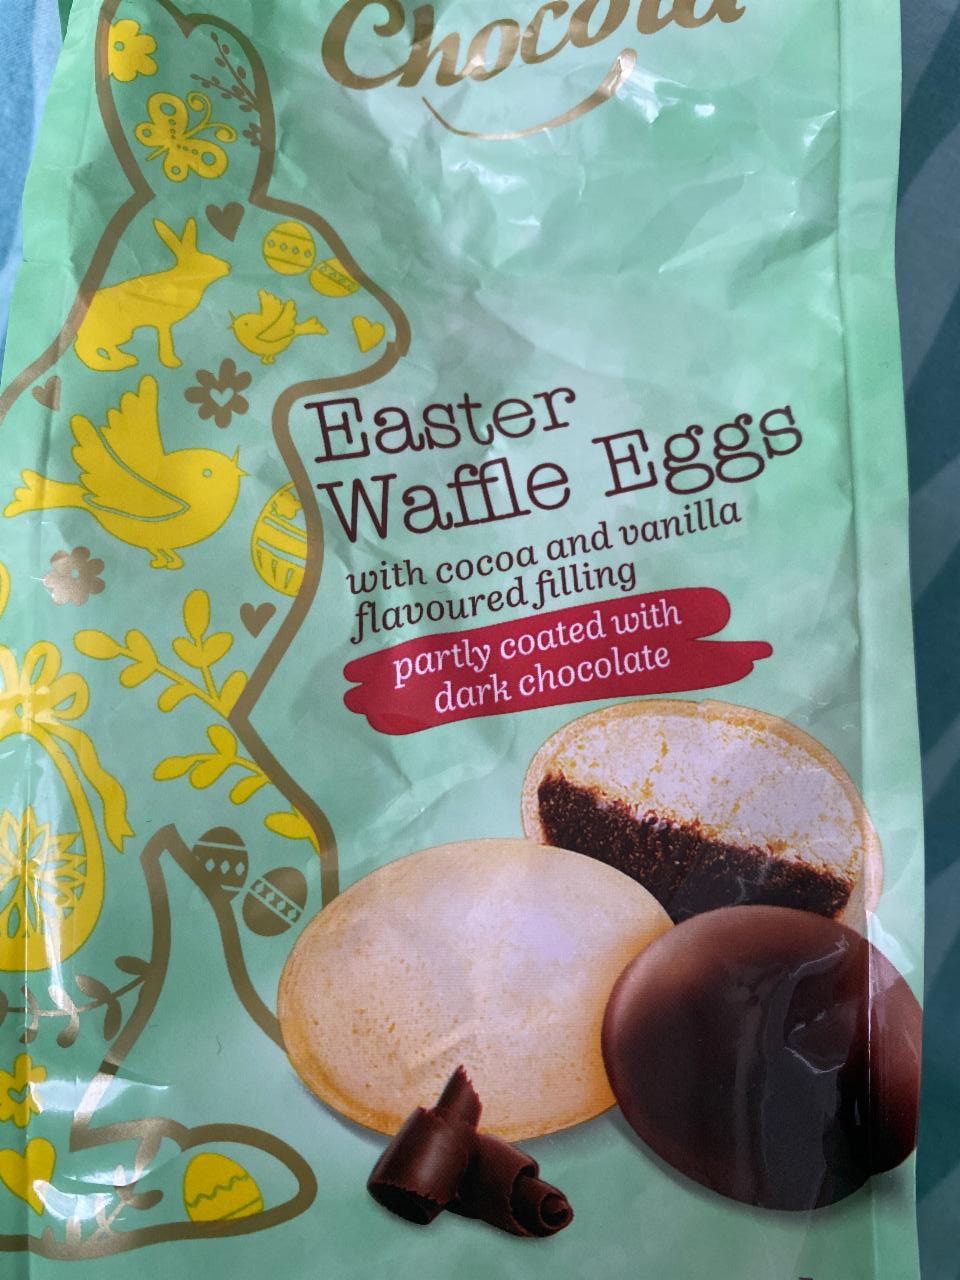 Easter
Waffle Eggs
with cocoa and vanilla
flavoured filling
partly coated with
dark chocolate